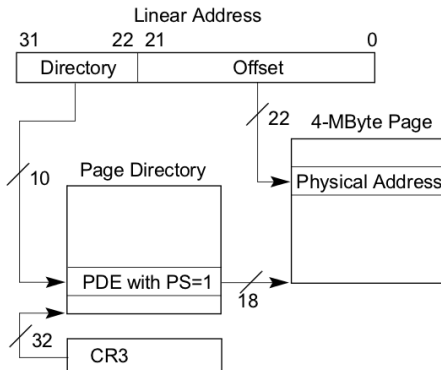 Linear Address
31 22 21 0
Directory Offset
22 4-MByte Page
Page Directory
Physical Address
10
PDE with PS=1
18
32
CR3